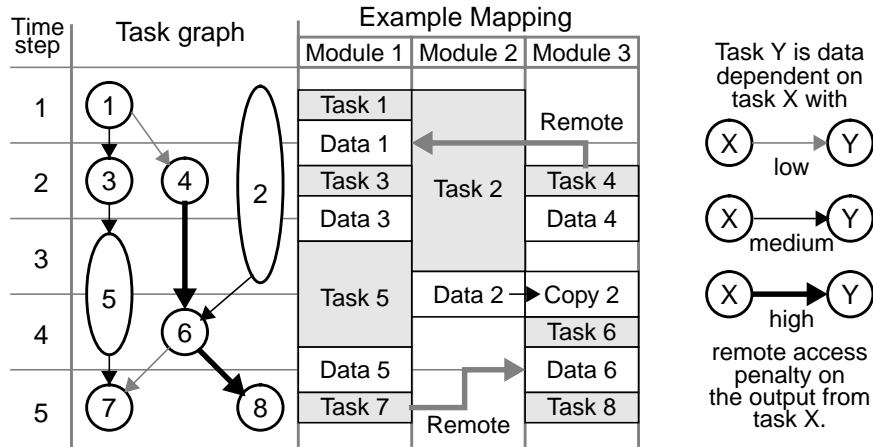 Time step
Task graph
Example Mapping
Module 1 Module 2 Module 3
1
2
3
4
5
1
3
4
2
5
6
7
8
Task 1
Data 1
Task 3
Data 3
Task 5
Data 5
Task 7
Task 2
Data 2
Remote
Task 4
Data 4
Copy 2
Task 6
Data 6
Task 8
Remote
Task Y is data
dependent on
task X with
X Y
low
X Y
medium
X Y
high
remote access
penalty on
the output from
task X.